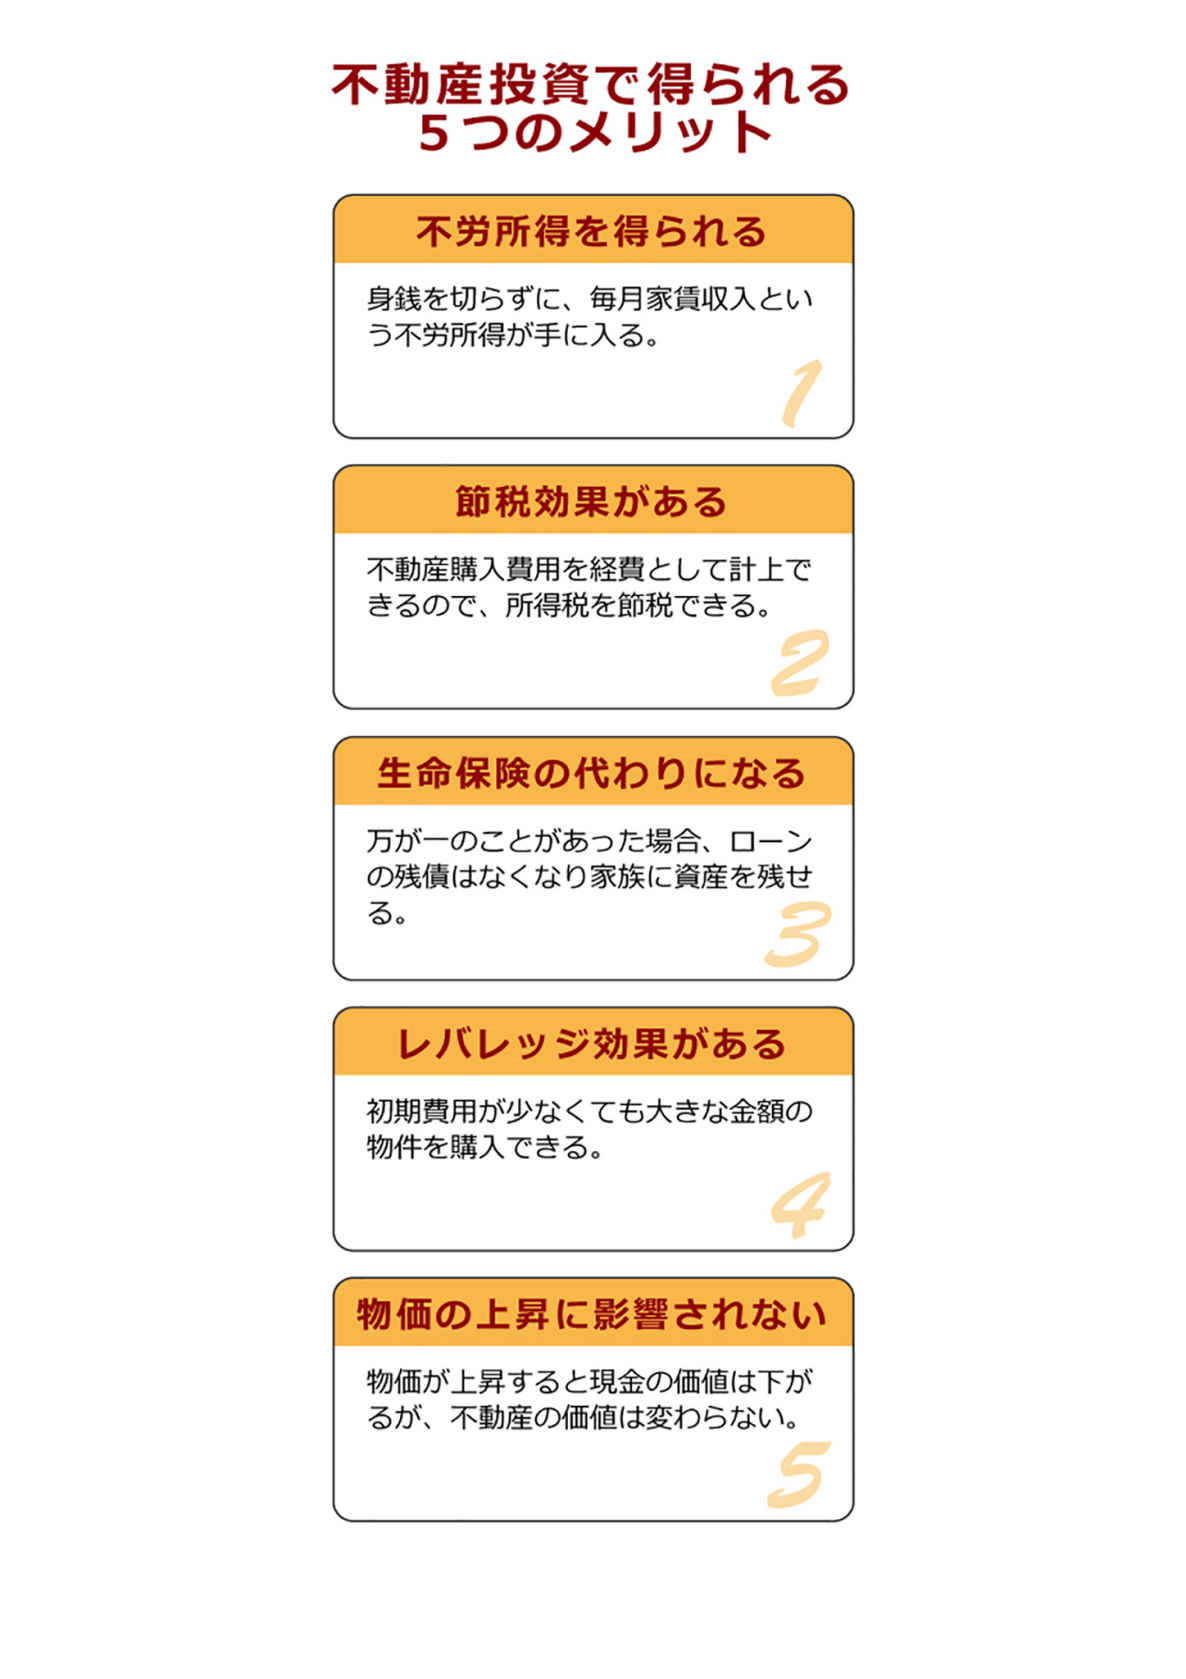 不動産投資で得られる
５つのメリット
不労所得を得られる
身銭を切らずに、毎月家賃収入とい
う不労所得が手に入る。
1
節税効果がある
不動産購入費用を経費として計上で
きるので、所得税を節税できる。
2
生命保険の代わりになる
万が一のことがあった場合、ローン
の残債はなくなり家族に資産を残せ
る。
3
レバレッジ効果がある
初期費用が少なくても大きな金額の
物件を購入できる。
4
物価の上昇に影響されない
物価が上昇すると現金の価値は下が
るが、不動産の価値は変わらない。
5